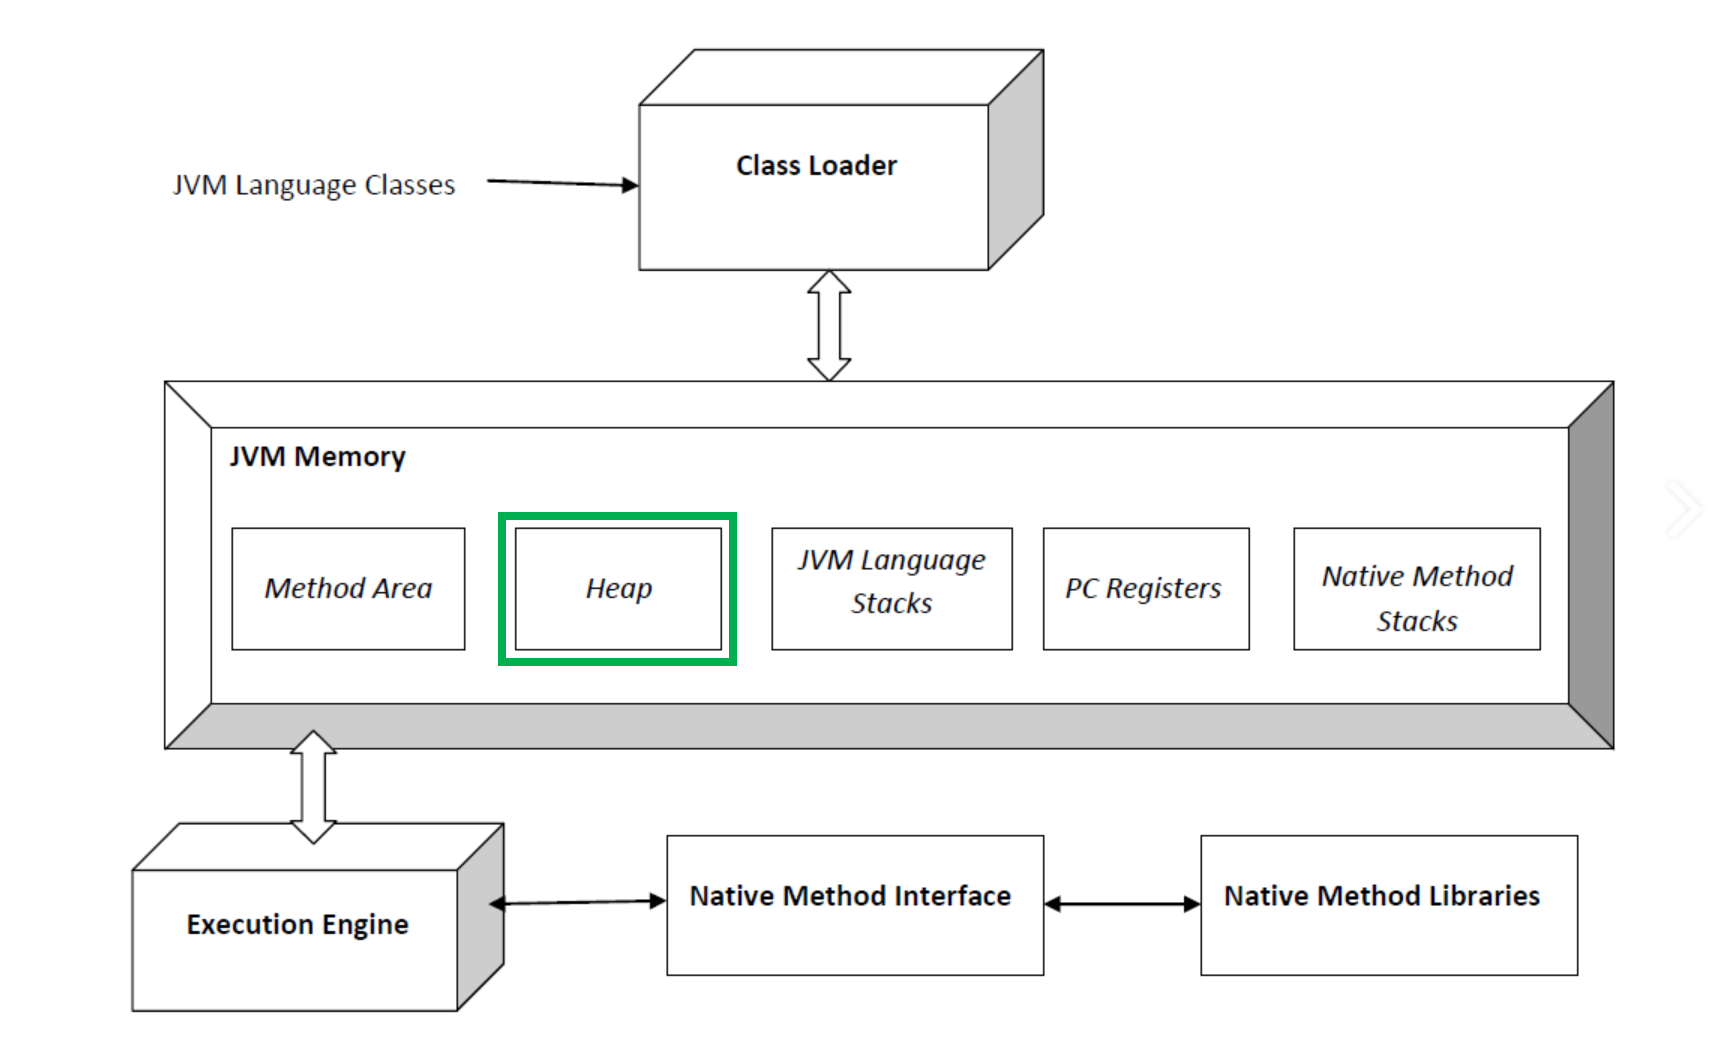 Class Loader
JVM Language Classes
JVM Memory
Method Area
Heap
JVM Language
Stacks
PC Registers
Native Method
Stacks
Execution Engine
Native Method Interface
Native Method Libraries